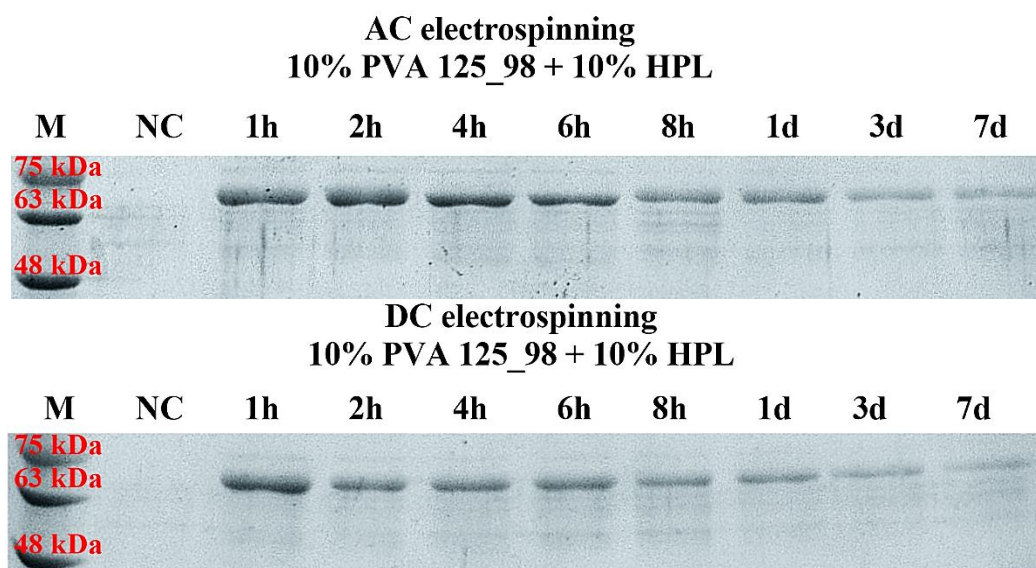 AC electrospinning
10% PVA 125_98 + 10% HPL
M NC 1h 2h 4h 6h 8h 1d 3d 7d
75 kDa
63 kDa
48 kDa
DC electrospinning
10% PVA 125_98 + 10% HPL
M NC 1h 2h 4h 6h 8h 1d 3d 7d
75 kDa
63 kDa
48 kDa